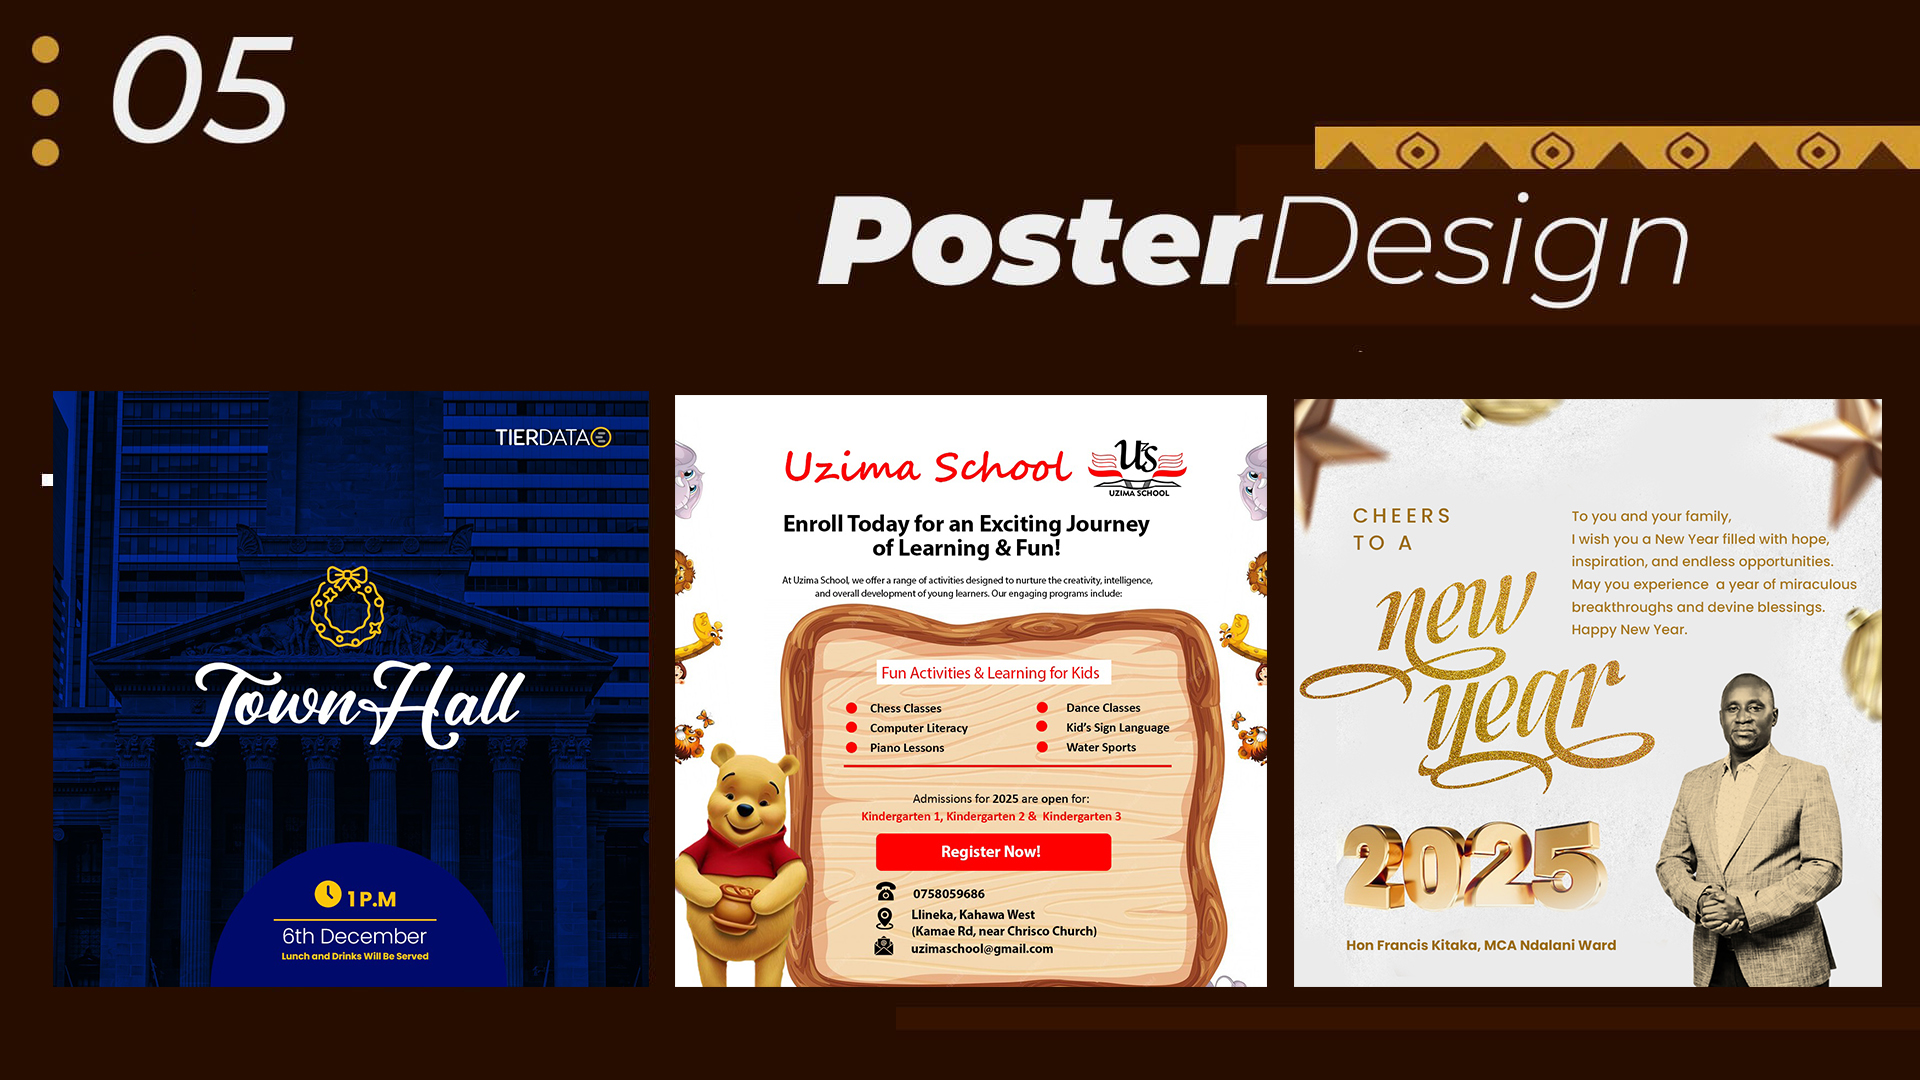 05
PosterDesign
TIERDATA
Town Hall
1 P.M
6th December
Lunch and Drinks Will Be Served
Uzima School
Uzs
UZIMA SCHOOL
Enroll Today for an Exciting Journey
of Learning & Fun!
At Uzima School, we offer a range of activities designed to nurture the creativity, intelligence,
and overall development of young learners. Our engaging programs include:
Fun Activities & Learning for Kids
Chess Classes
Computer Literacy
Piano Lessons
Dance Classes
Kid's Sign Language
Water Sports
Admissions for 2025 are open for:
Kindergarten 1, Kindergarten 2 & Kindergarten 3
Register Now!
0758059686
Llineka, Kahawa West
(Kamae Rd, near Chrisco Church)
uzimaschool@gmail.com
CHEERS
TO A
new
year
2025
To you and your family,
I wish you a New Year filled with hope,
inspiration, and endless opportunities.
May you experience a year of miraculous
breakthroughs and devine blessings.
Happy New Year.
Hon Francis Kitaka, MCA Ndalani Ward